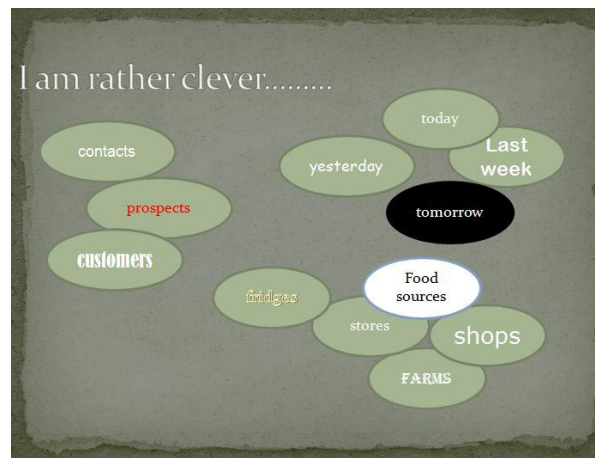 I am rather clever.........
contacts
prospects
customers
today
Last
week
yesterday
tomorrow
Food
sources
fridges
stores
shops
FARMS